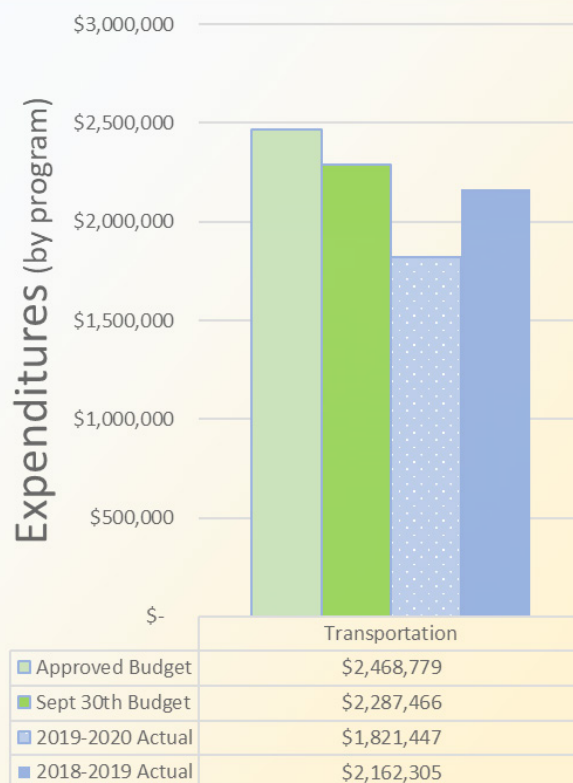 $3,000,000
$2,500,000
$2,000,000
$1,500,000
$1,000,000
$500,000
$-
Expenditures (by program)
Transportation
Approved Budget $2,468,779
Sept 30th Budget $2,287,466
2019-2020 Actual $1,821,447
2018-2019 Actual $2,162,305